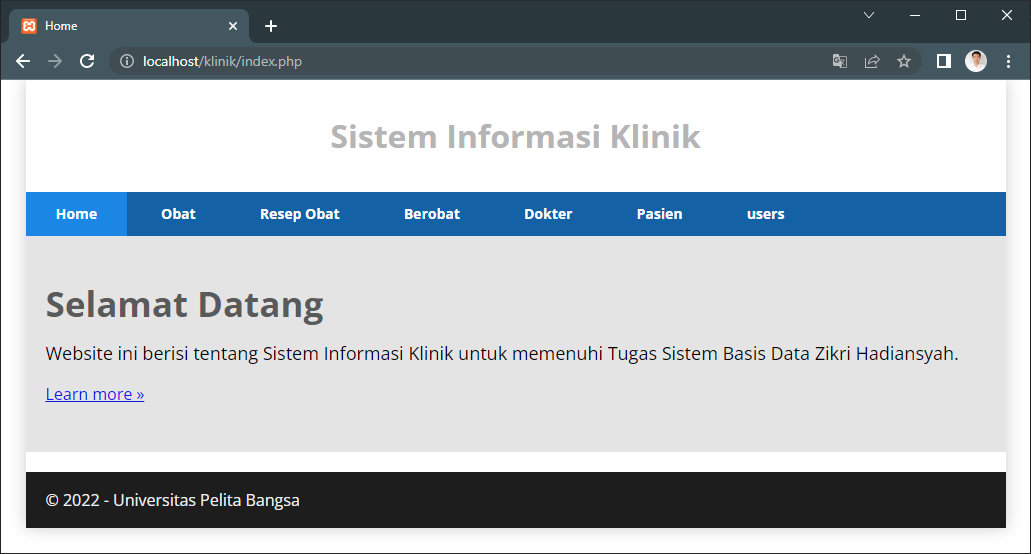 Home
localhost/klinik/index.php
Sistem Informasi Klinik
Home Obat Resep Obat Berobat Dokter Pasien users
Selamat Datang
Website ini berisi tentang Sistem Informasi Klinik untuk memenuhi Tugas Sistem Basis Data Zikri Hadiansyah.
Learn more »
© 2022 - Universitas Pelita Bangsa